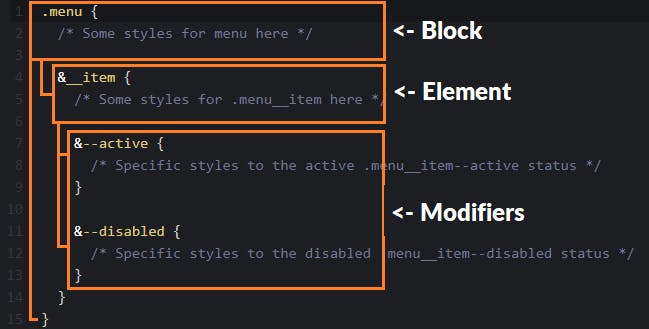 1 .menu {
<- Block
2 /* Some styles for menu here */
3
4 &__item {
<- Element
5 /* Some styles for .menu__item here */
6
7 &--active {
8 /* Specific styles to the active .menu__item--active status */
9 }
10
<- Modifiers
11 &--disabled {
12 /* Specific styles to the disabled .menu__item--disabled status */
13 }
14 }
15 }